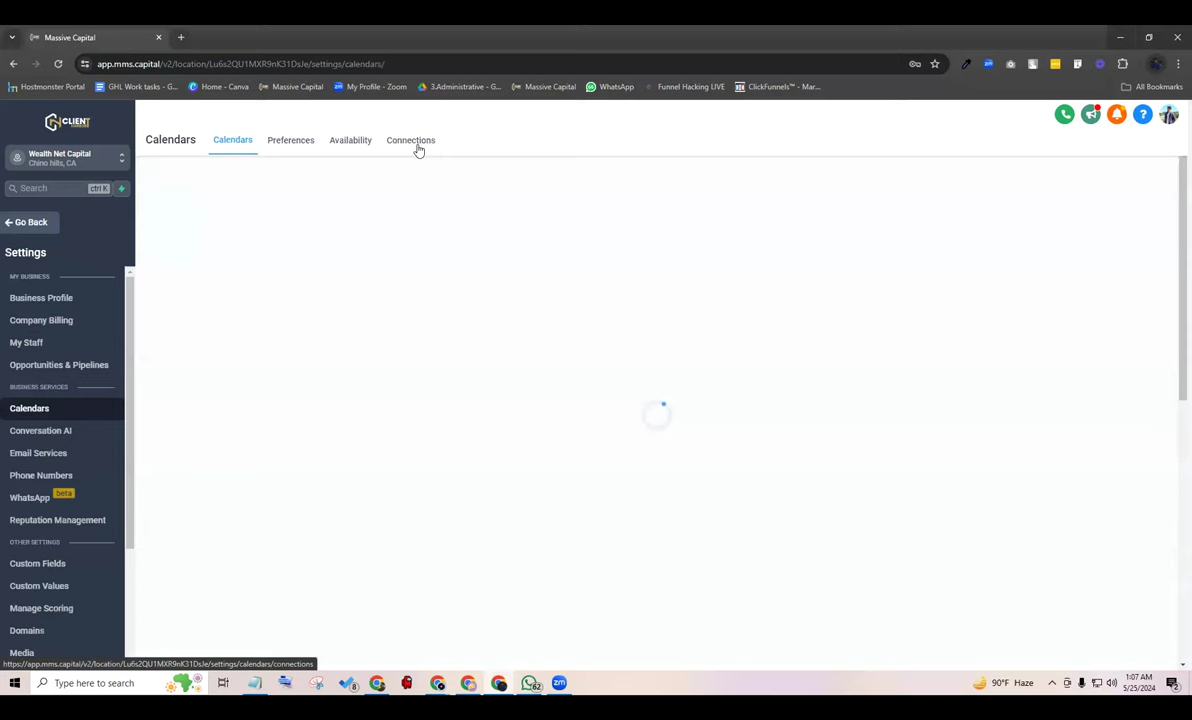 Massive Capital
app.mms.capital/v2/location/Lu6s2QU1MXR9nK31DsJe/settings/calendars/
Hostmonster Portal
GHL Work tasks - G...
Home - Canva
Massive Capital
My Profile - Zoom
3.Administrative - G...
Massive Capital
WhatsApp
Funnel Hacking LIVE
ClickFunnels™ - Mar...
All Bookmarks
CLIENT
Wealth Net Capital
Chino hills, CA
Search ctrl K
Go Back
Settings
MY BUSINESS
Business Profile
Company Billing
My Staff
Opportunities & Pipelines
BUSINESS SERVICES
Calendars
Conversation AI
Email Services
Phone Numbers
WhatsApp beta
Reputation Management
OTHER SETTINGS
Custom Fields
Custom Values
Manage Scoring
Domains
Media
Calendars Calendars Preferences Availability Connections
https://app.mms.capital/v2/location/Lu6s2QU1MXR9nK31DsJe/settings/calendars/connections
Type here to search
8
62
zm
90°F Haze
1:07 AM
5/25/2024
2